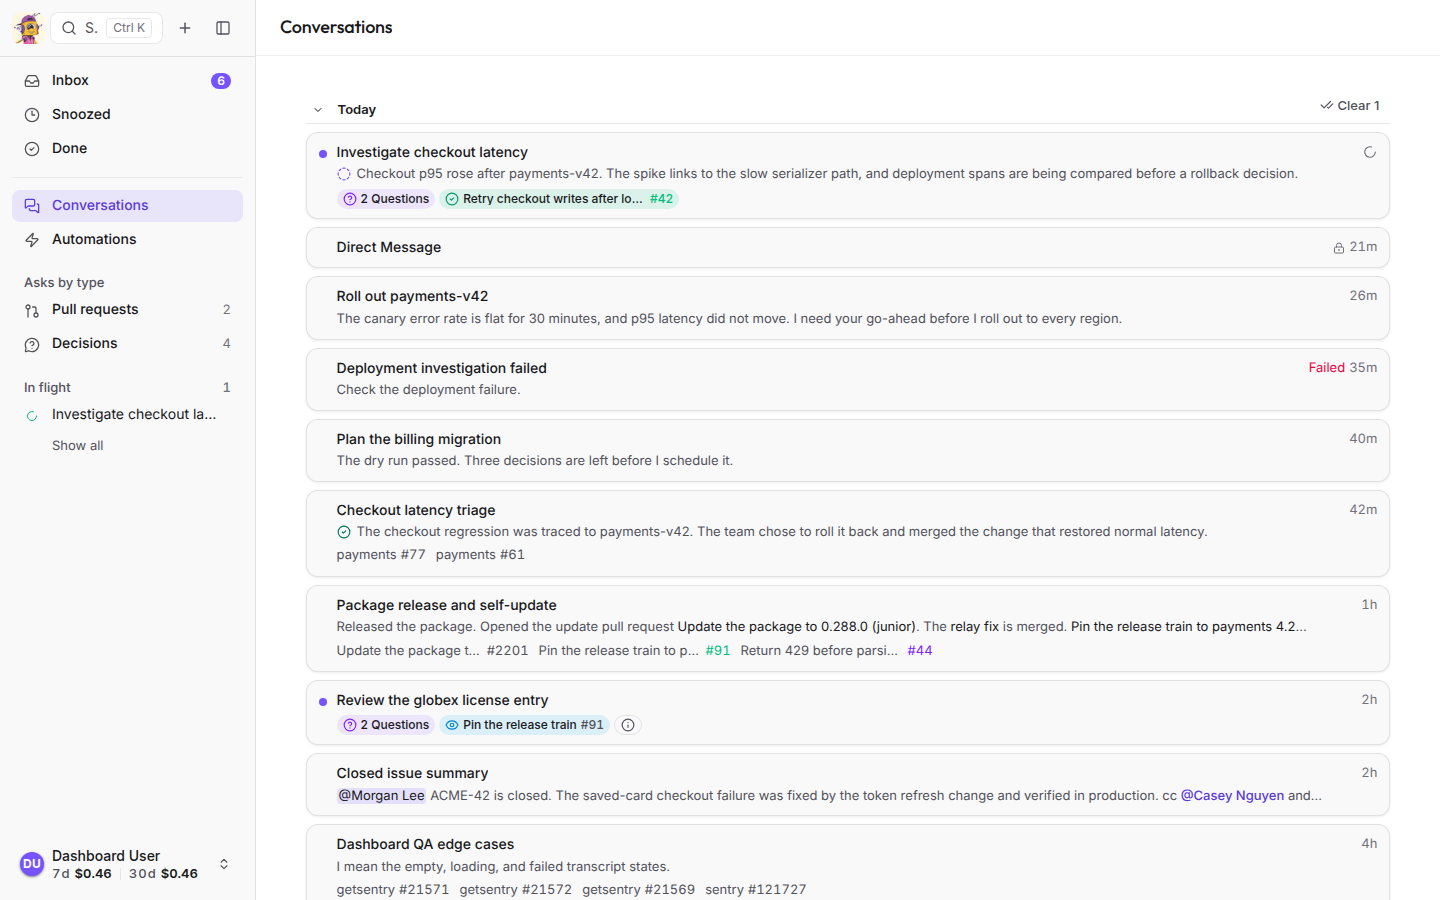 S.
Ctrl K
Inbox
6
Snoozed
Done
Conversations
Automations
Asks by type
Pull requests
2
Decisions
4
In flight
1
Investigate checkout la...
Show all
DU
Dashboard User
7d $0.46
30d $0.46
Conversations
Today
Clear 1
Investigate checkout latency
Checkout p95 rose after payments-v42. The spike links to the slow serializer path, and deployment spans are being compared before a rollback decision.
2 Questions
Retry checkout writes after lo... #42
Direct Message
21m
Roll out payments-v42
26m
The canary error rate is flat for 30 minutes, and p95 latency did not move. I need your go-ahead before I roll out to every region.
Deployment investigation failed
Failed 35m
Check the deployment failure.
Plan the billing migration
40m
The dry run passed. Three decisions are left before I schedule it.
Checkout latency triage
42m
The checkout regression was traced to payments-v42. The team chose to roll it back and merged the change that restored normal latency.
payments #77 payments #61
Package release and self-update
1h
Released the package. Opened the update pull request Update the package to 0.288.0 (junior). The relay fix is merged. Pin the release train to payments 4.2...
Update the package t... #2201 Pin the release train to p... #91 Return 429 before parsi... #44
Review the globex license entry
2h
2 Questions
Pin the release train #91
Closed issue summary
2h
@Morgan Lee ACME-42 is closed. The saved-card checkout failure was fixed by the token refresh change and verified in production. cc @Casey Nguyen and...
Dashboard QA edge cases
4h
I mean the empty, loading, and failed transcript states.
getsentry #21571 getsentry #21572 getsentry #21569 sentry #121727